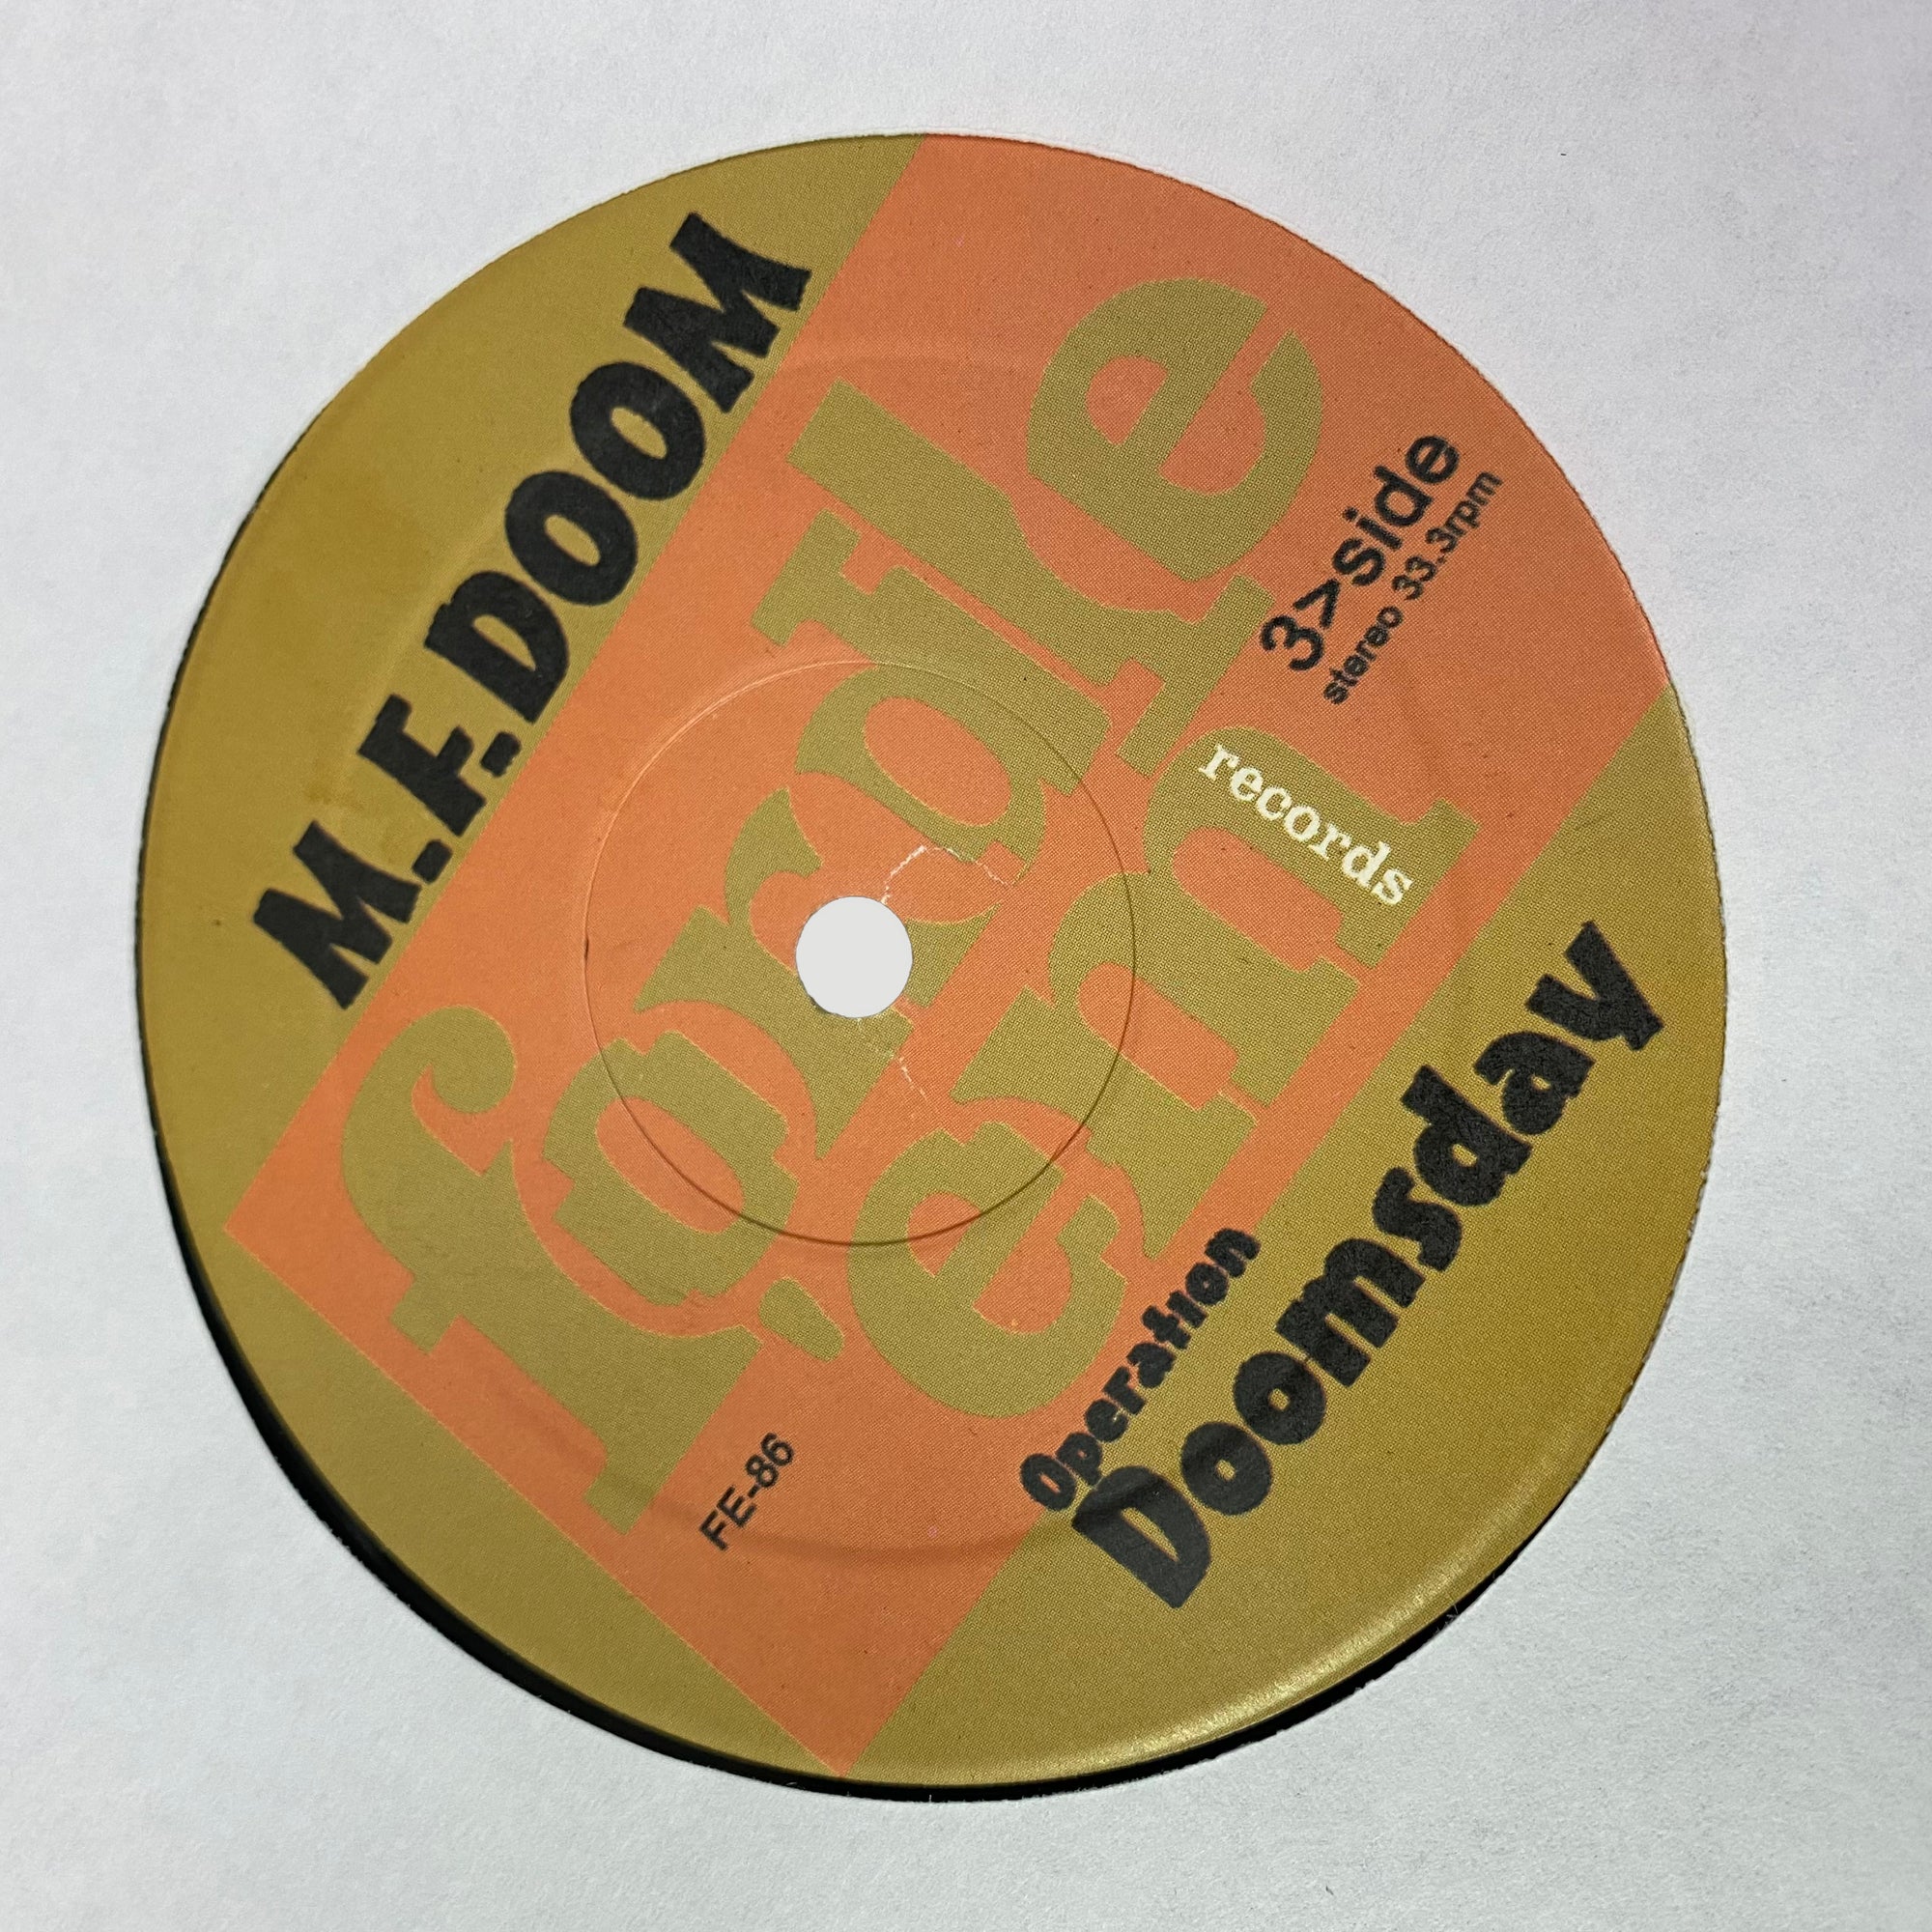 M.F. DOOM
fondle
'em
records
3>side
stereo 33.3rpm
FE-86
Operation
Doomsday